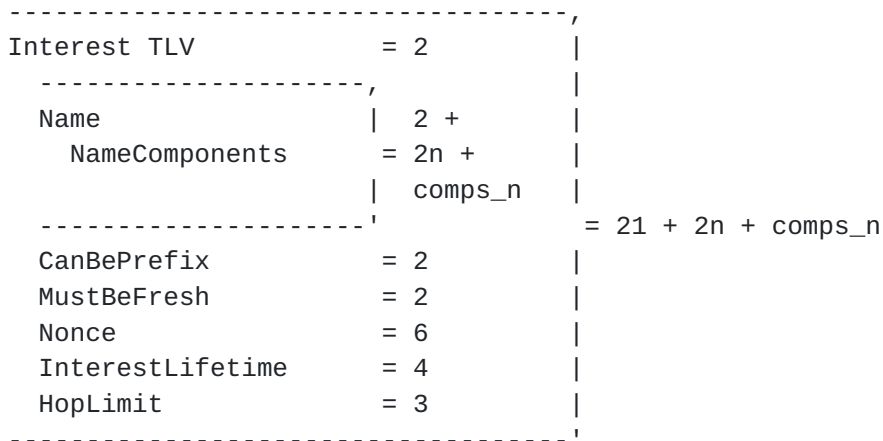 ------------------------------------,
Interest TLV            = 2         |
  ---------------------,            |
  Name                 |  2 +       |
    NameComponents      = 2n +      |
                       |  comps_n   |
  ---------------------'             = 21 + 2n + comps_n
  CanBePrefix           = 2         |
  MustBeFresh           = 2         |
  Nonce                 = 6         |
  InterestLifetime      = 4         |
  HopLimit              = 3         |
------------------------------------'